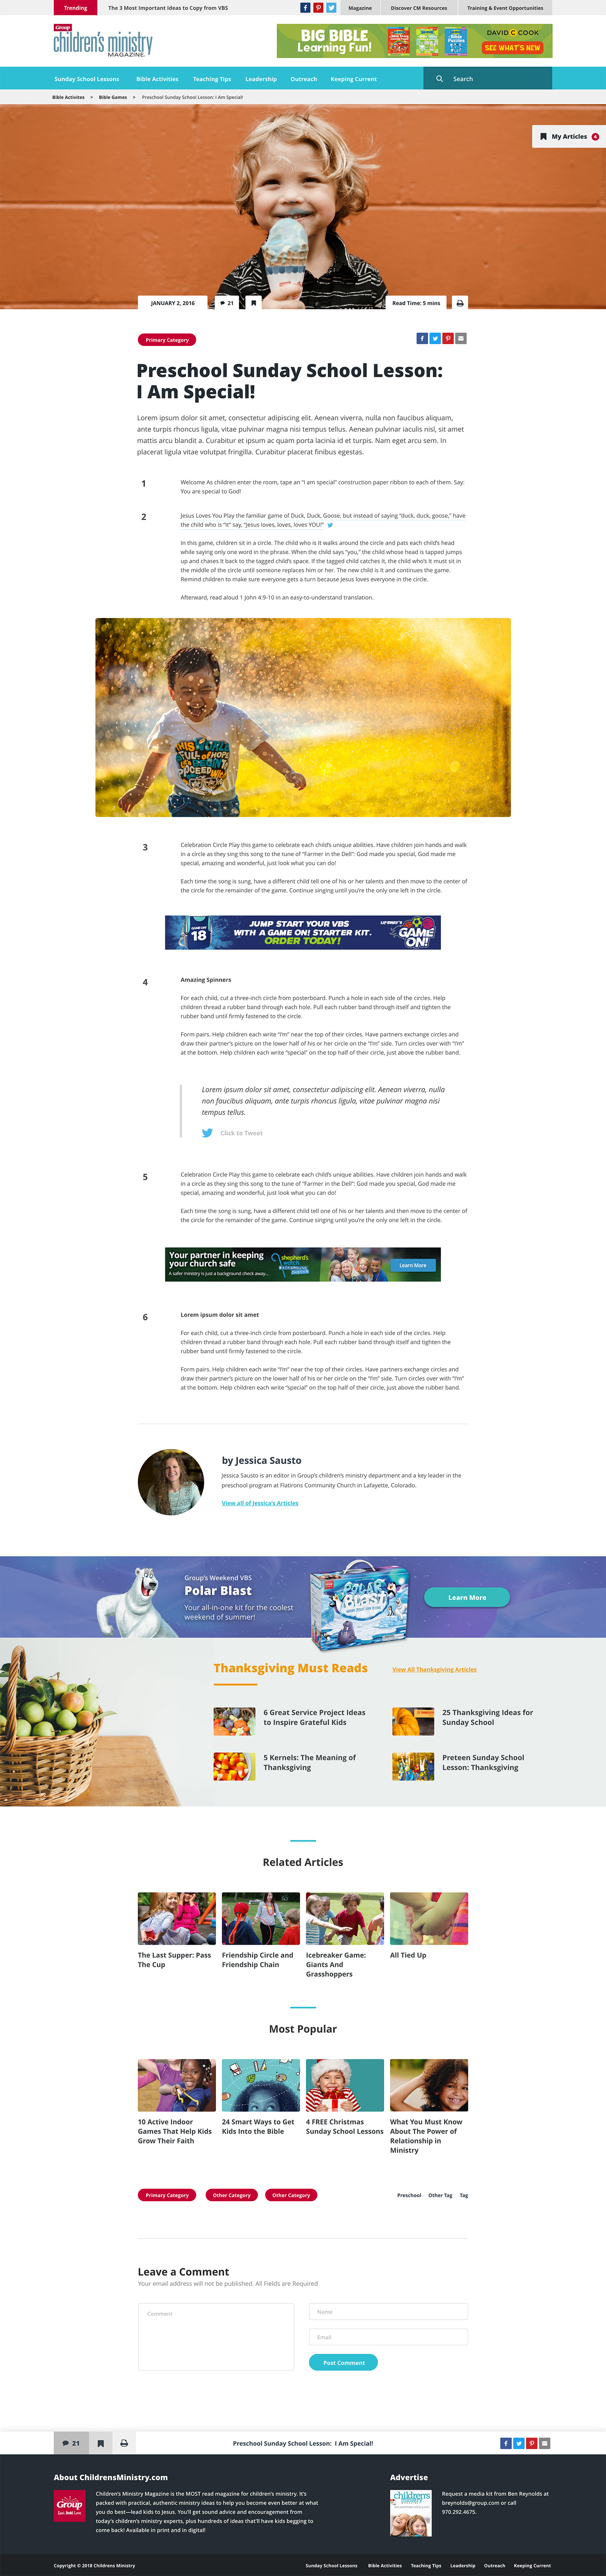 Trending
The 3 Most Important Ideas to Copy from VBS
Magazine
Discover CM Resources
Training & Event Opportunities
Group
children's ministry
MAGAZINE
BIG BIBLE
Learning Fun!
DAVID C COOK
SEE WHAT'S NEW
Sunday School Lessons
Bible Activities
Teaching Tips
Leadership
Outreach
Keeping Current
Search
Bible Activites > Bible Games > Preschool Sunday School Lesson: I Am Special!
My Articles 4
JANUARY 2, 2016
21
Read Time: 5 mins
Primary Category
Preschool Sunday School Lesson:
I Am Special!
Lorem ipsum dolor sit amet, consectetur adipiscing elit. Aenean viverra, nulla non faucibus aliquam,
ante turpis rhoncus ligula, vitae pulvinar magna nisi tempus tellus. Aenean pulvinar iaculis nisl, sit amet
mattis arcu blandit a. Curabitur et ipsum ac quam porta lacinia id et turpis. Nam eget arcu sem. In
placerat ligula vitae volutpat fringilla. Curabitur placerat finibus egestas.
1
Welcome As children enter the room, tape an "I am special" construction paper ribbon to each of them. Say:
You are special to God!
2
Jesus Loves You Play the familiar game of Duck, Duck, Goose, but instead of saying "duck, duck, goose," have
the child who is "It" say, "Jesus loves, loves, loves YOU!"
In this game, children sit in a circle. The child who is It walks around the circle and pats each child's head
while saying only one word in the phrase. When the child says "you," the child whose head is tapped jumps
up and chases It back to the tagged child's space. If the tagged child catches It, the child who's It must sit in
the middle of the circle until someone replaces him or her. The new child is It and continues the game.
Remind children to make sure everyone gets a turn because Jesus loves everyone in the circle.
Afterward, read aloud 1 John 4:9-10 in an easy-to-understand translation.
3
Celebration Circle Play this game to celebrate each child's unique abilities. Have children join hands and walk
in a circle as they sing this song to the tune of "Farmer in the Dell": God made you special, God made me
special, amazing and wonderful, just look what you can do!
Each time the song is sung, have a different child tell one of his or her talents and then move to the center of
the circle for the remainder of the game. Continue singing until you're the only one left in the circle.
18
JUMP START YOUR VBS
WITH A GAME ON! STARTER KIT.
ORDER TODAY!
GAME
ON!
4
Amazing Spinners
For each child, cut a three-inch circle from posterboard. Punch a hole in each side of the circles. Help
children thread a rubber band through each hole. Pull each rubber band through itself and tighten the
rubber band until firmly fastened to the circle.
Form pairs. Help children each write "I'm" near the top of their circles. Have partners exchange circles and
draw their partner's picture on the lower half of his or her circle on the "I'm" side. Turn circles over with "I'm"
at the bottom. Help children each write "special" on the top half of their circle, just above the rubber band.
Lorem ipsum dolor sit amet, consectetur adipiscing elit. Aenean viverra, nulla
non faucibus aliquam, ante turpis rhoncus ligula, vitae pulvinar magna nisi
tempus tellus.
Click to Tweet
5
Celebration Circle Play this game to celebrate each child's unique abilities. Have children join hands and walk
in a circle as they sing this song to the tune of "Farmer in the Dell": God made you special, God made me
special, amazing and wonderful, just look what you can do!
Each time the song is sung, have a different child tell one of his or her talents and then move to the center of
the circle for the remainder of the game. Continue singing until you're the only one left in the circle.
Your partner in keeping
your church safe
A safer ministry is just a background check away...
shepherd's
watch
BACKGROUND
CHECKS
Learn More
6
Lorem ipsum dolor sit amet
For each child, cut a three-inch circle from posterboard. Punch a hole in each side of the circles. Help
children thread a rubber band through each hole. Pull each rubber band through itself and tighten the
rubber band until firmly fastened to the circle.
Form pairs. Help children each write "I'm" near the top of their circles. Have partners exchange circles and
draw their partner's picture on the lower half of his or her circle on the "I'm" side. Turn circles over with "I'm"
at the bottom. Help children each write "special" on the top half of their circle, just above the rubber band.
by Jessica Sausto
Jessica Sausto is an editor in Group's children's ministry department and a key leader in the
preschool program at Flatirons Community Church in Lafayette, Colorado.
View all of Jessica's Articles
Group's Weekend VBS
Polar Blast
Your all-in-one kit for the coolest
weekend of summer!
POLAR
BLAST
Learn More
Thanksgiving Must Reads
View All Thanksgiving Articles
6 Great Service Project Ideas
to Inspire Grateful Kids
25 Thanksgiving Ideas for
Sunday School
5 Kernels: The Meaning of
Thanksgiving
Preteen Sunday School
Lesson: Thanksgiving
Related Articles
The Last Supper: Pass
The Cup
Friendship Circle and
Friendship Chain
Icebreaker Game:
Giants And
Grasshoppers
All Tied Up
Most Popular
10 Active Indoor
Games That Help Kids
Grow Their Faith
24 Smart Ways to Get
Kids Into the Bible
4 FREE Christmas
Sunday School Lessons
What You Must Know
About The Power of
Relationship in
Ministry
Primary Category
Other Category
Other Category
Preschool
Other Tag
Tag
Leave a Comment
Your email address will not be published. All Fields are Required
Comment
Name
Email
Post Comment
21
Preschool Sunday School Lesson: I Am Special!
About ChildrensMinistry.com
Group
Children's Ministry Magazine is the MOST read magazine for children's ministry. It's
packed with practical, authentic ministry ideas to help you become even better at what
you do best—lead kids to Jesus. You'll get sound advice and encouragement from
today's children's ministry experts, plus hundreds of ideas that'll have kids begging to
come back! Available in print and in digital!
Advertise
childrens
Request a media kit from Ben Reynolds at
breynolds@group.com or call
970.292.4675.
Copyright © 2018 Childrens Ministry
Sunday School Lessons
Bible Activities
Teaching Tips
Leadership
Outreach
Keeping Current